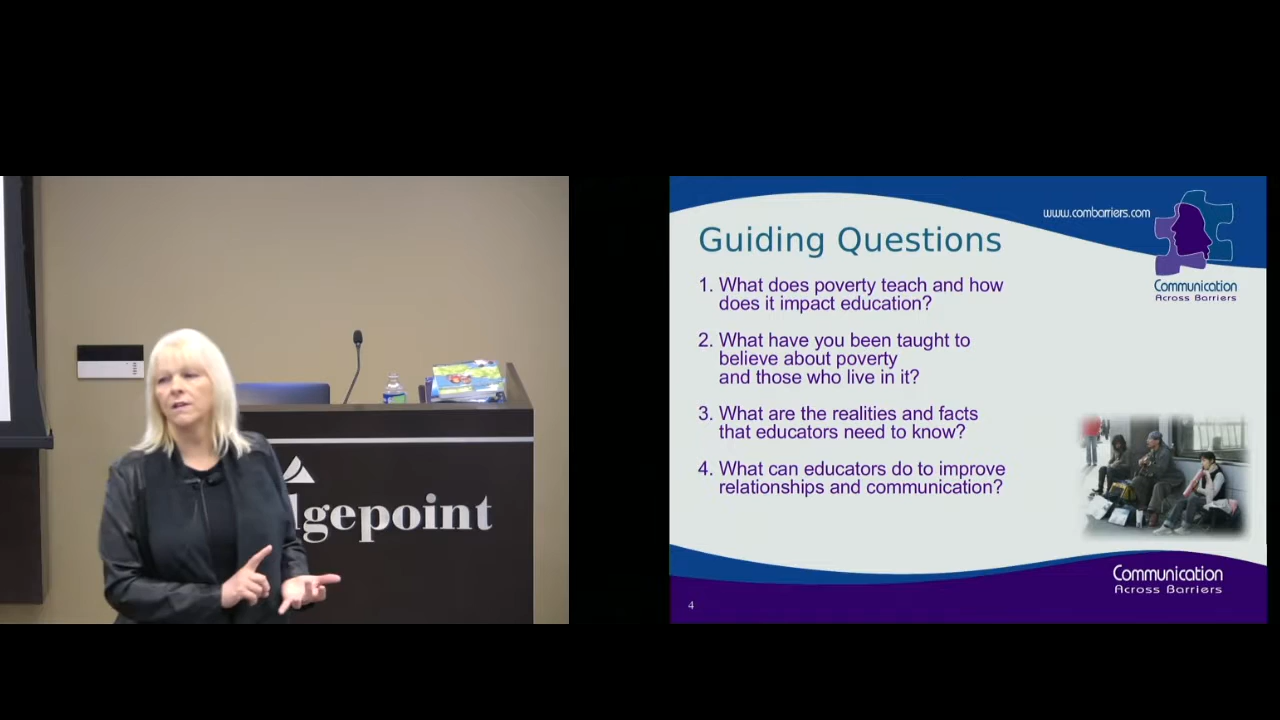 gepoint
www.combarriers.com
Guiding Questions
Communication
Across Barriers
1. What does poverty teach and how
does it impact education?
2. What have you been taught to
believe about poverty
and those who live in it?
3. What are the realities and facts
that educators need to know?
4. What can educators do to improve
relationships and communication?
Communication
Across Barriers
4